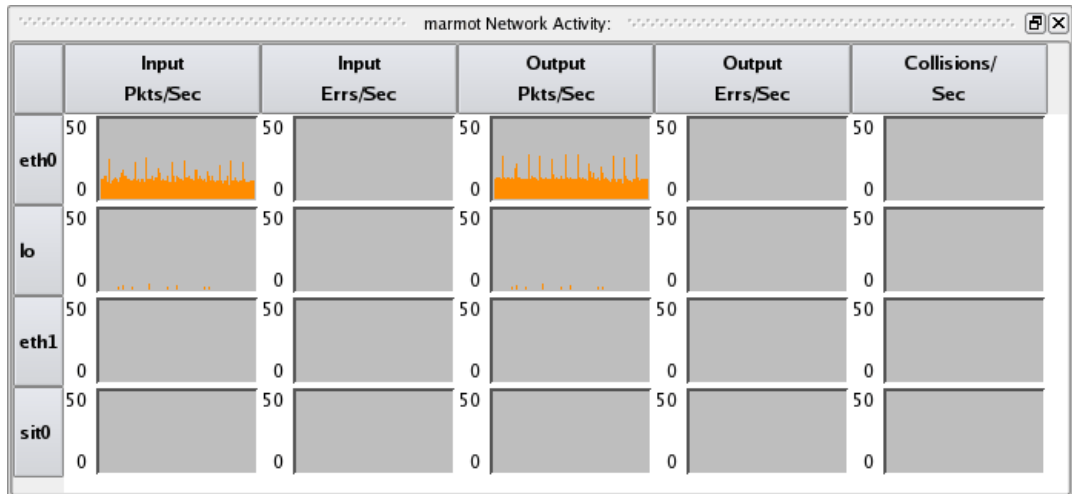 marmot Network Activity:
Input Pkts/Sec
Input Errs/Sec
Output Pkts/Sec
Output Errs/Sec
Collisions/ Sec
eth0
50 50 50 50 50
0 0 0 0 0
lo
50 50 50 50 50
0 0 0 0 0
eth1
50 50 50 50 50
0 0 0 0 0
sit0
50 50 50 50 50
0 0 0 0 0